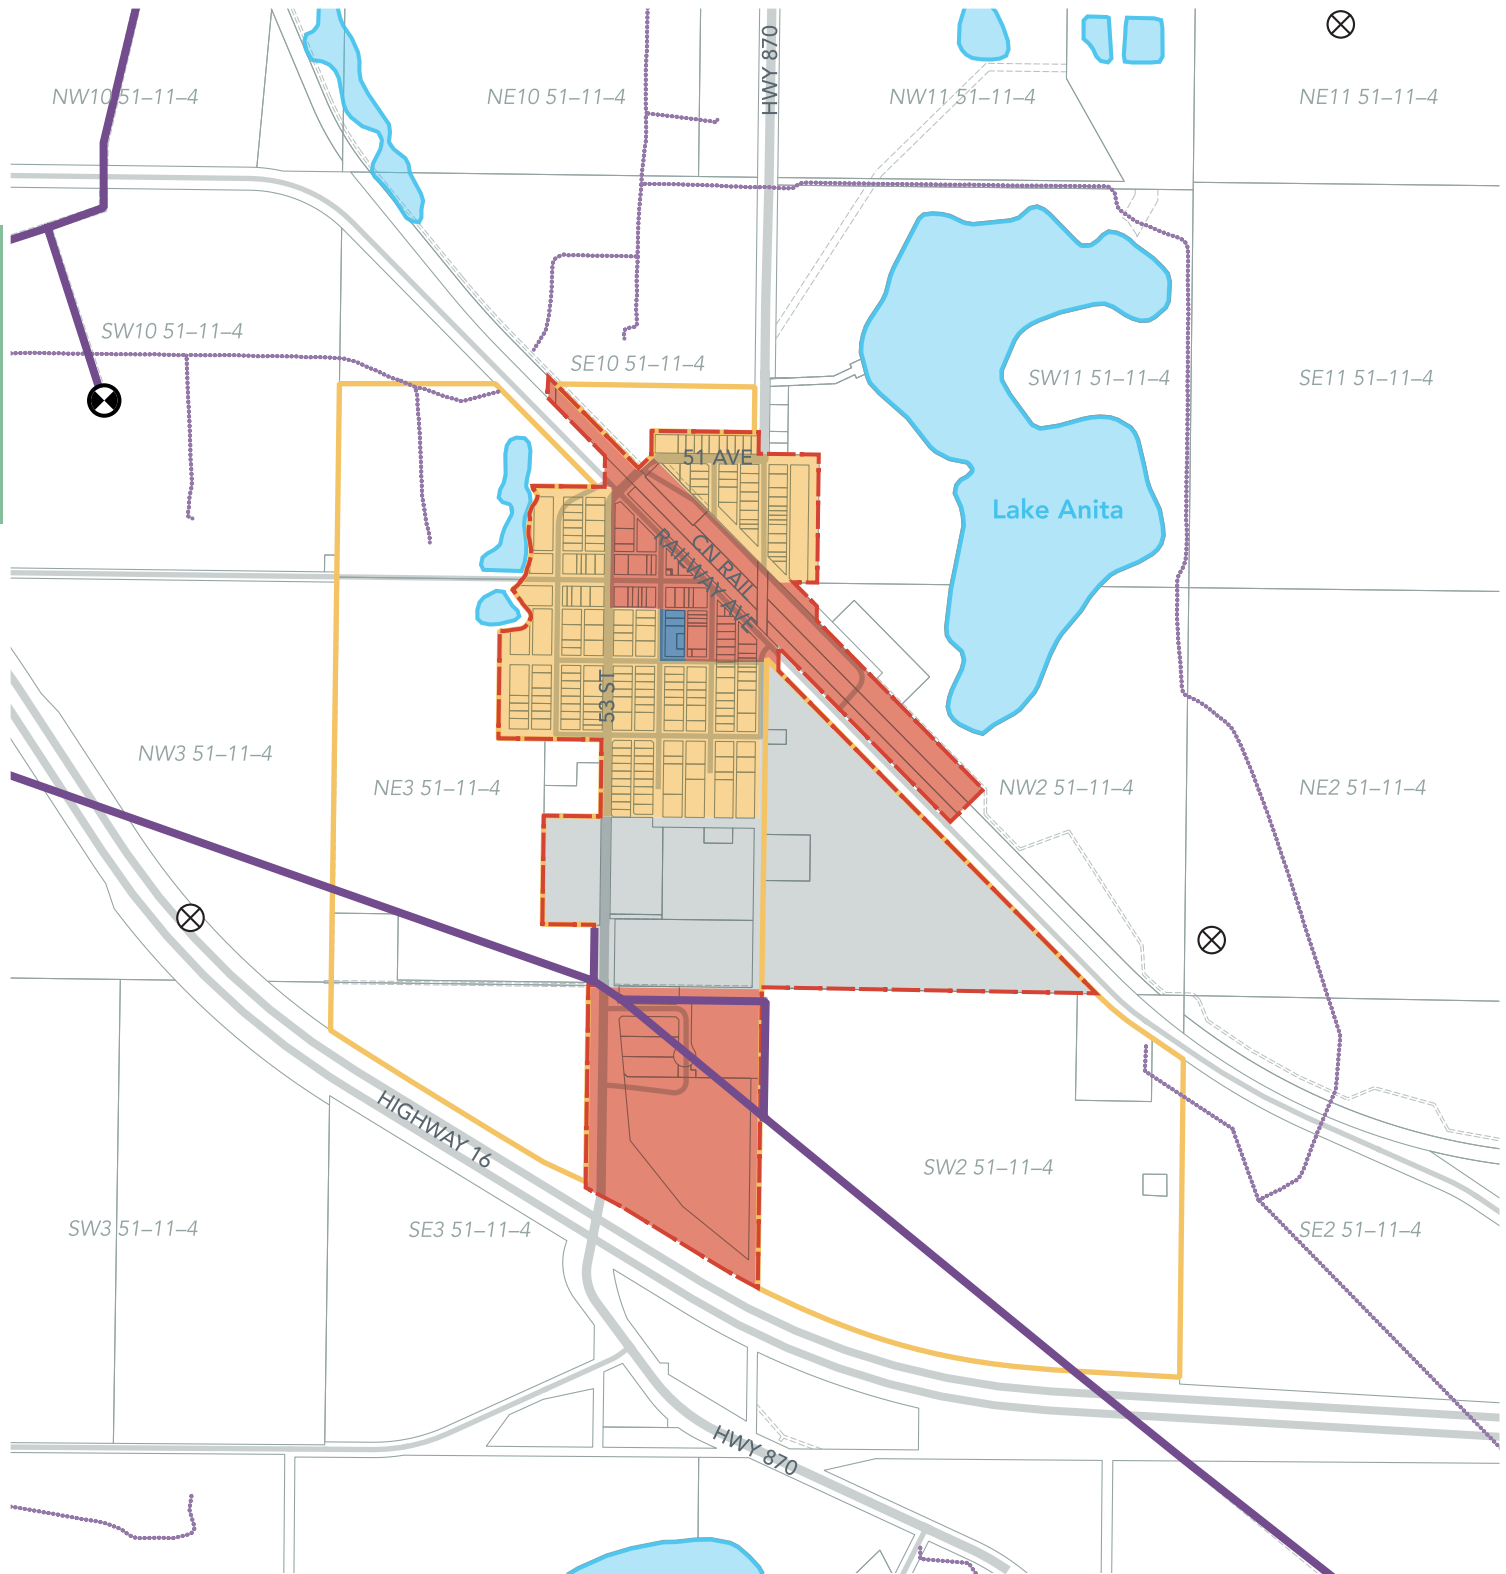 HWY 870
NW10 51–11–4
NE10 51–11–4
NW11 51–11–4
NE11 51–11–4
SW10 51–11–4
SE10 51–11–4
SW11 51–11–4
SE11 51–11–4
51 AVE
Lake Anita
CN RAIL
RAILWAY AVE
53 ST
NW3 51–11–4
NE3 51–11–4
NW2 51–11–4
NE2 51–11–4
HIGHWAY 16
SW2 51–11–4
SW3 51–11–4
SE3 51–11–4
SE2 51–11–4
HWY 870